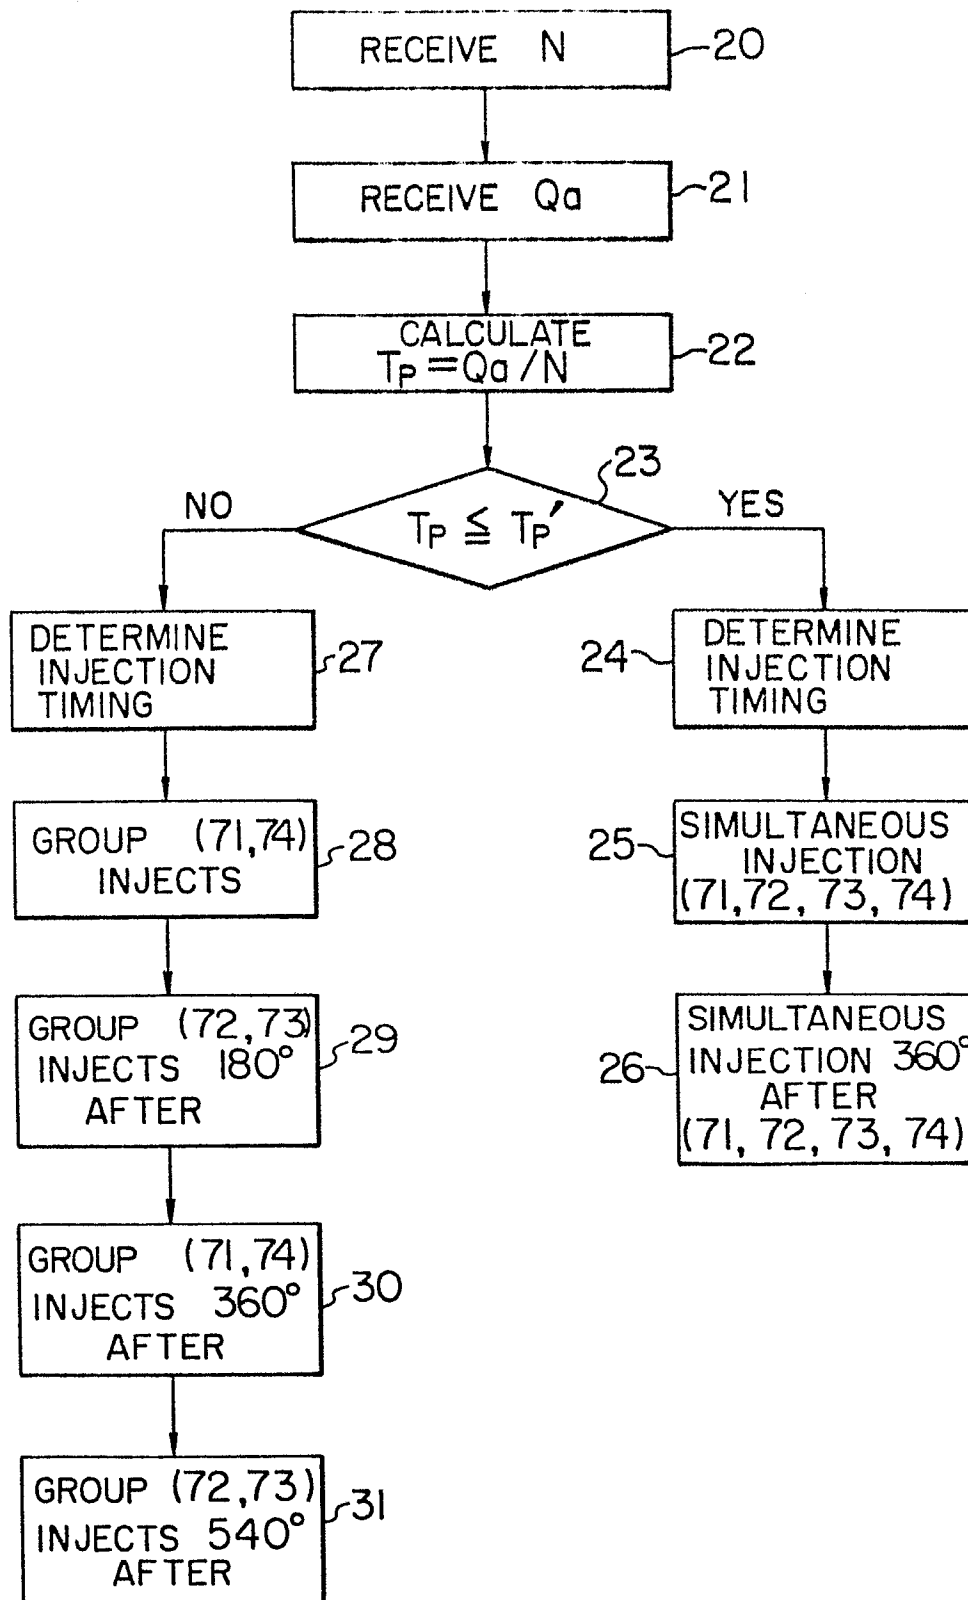 RECEIVE N
20
RECEIVE Qa
21
CALCULATE
TP=Qa/N
22
23
TP ≦ TP′
NO
YES
DETERMINE
INJECTION
TIMING
27
GROUP (71,74)
INJECTS
28
GROUP (72,73)
INJECTS 180°
AFTER
29
GROUP (71,74)
INJECTS 360°
AFTER
30
GROUP (72,73)
INJECTS 540°
AFTER
31
24
DETERMINE
INJECTION
TIMING
25
SIMULTANEOUS
INJECTION
(71,72, 73, 74)
26
SIMULTANEOUS
INJECTION 360°
AFTER
(71, 72, 73, 74)